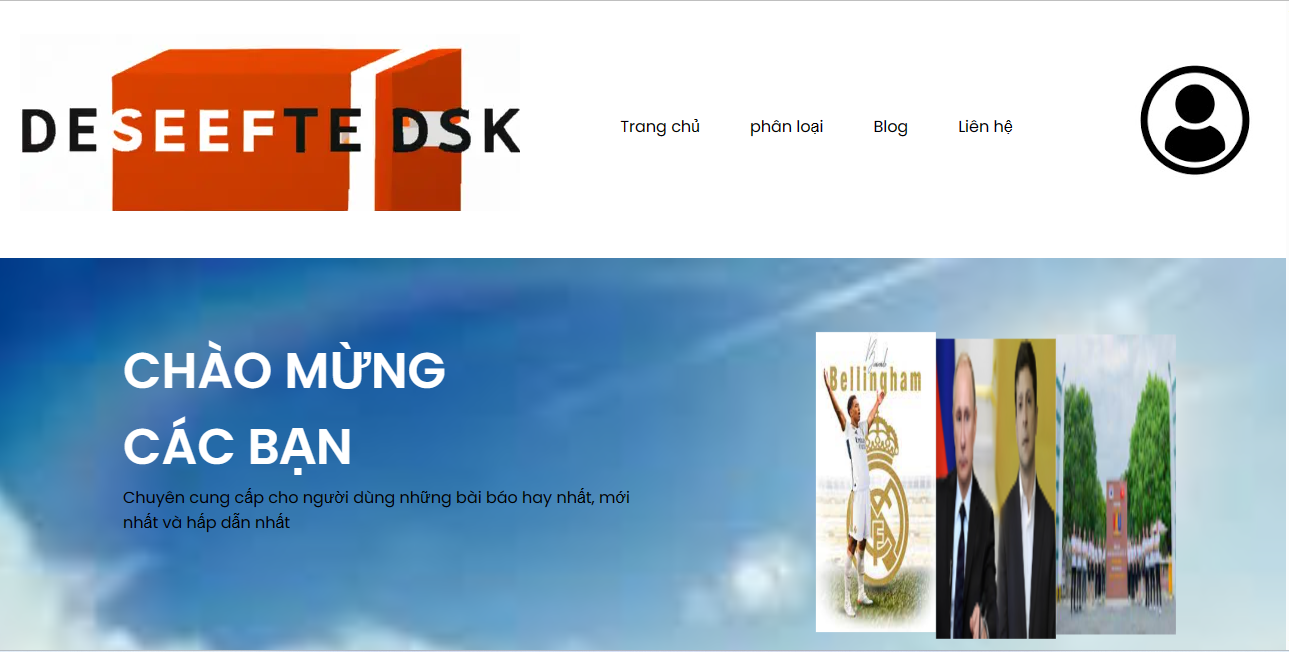 DESEEFTE DSK
Trang chủ
phân loại
Blog
Liên hệ
CHÀO MỪNG
CÁC BẠN
Chuyên cung cấp cho người dùng những bài báo hay nhất, mới
nhất và hấp dẫn nhất
Bellingham